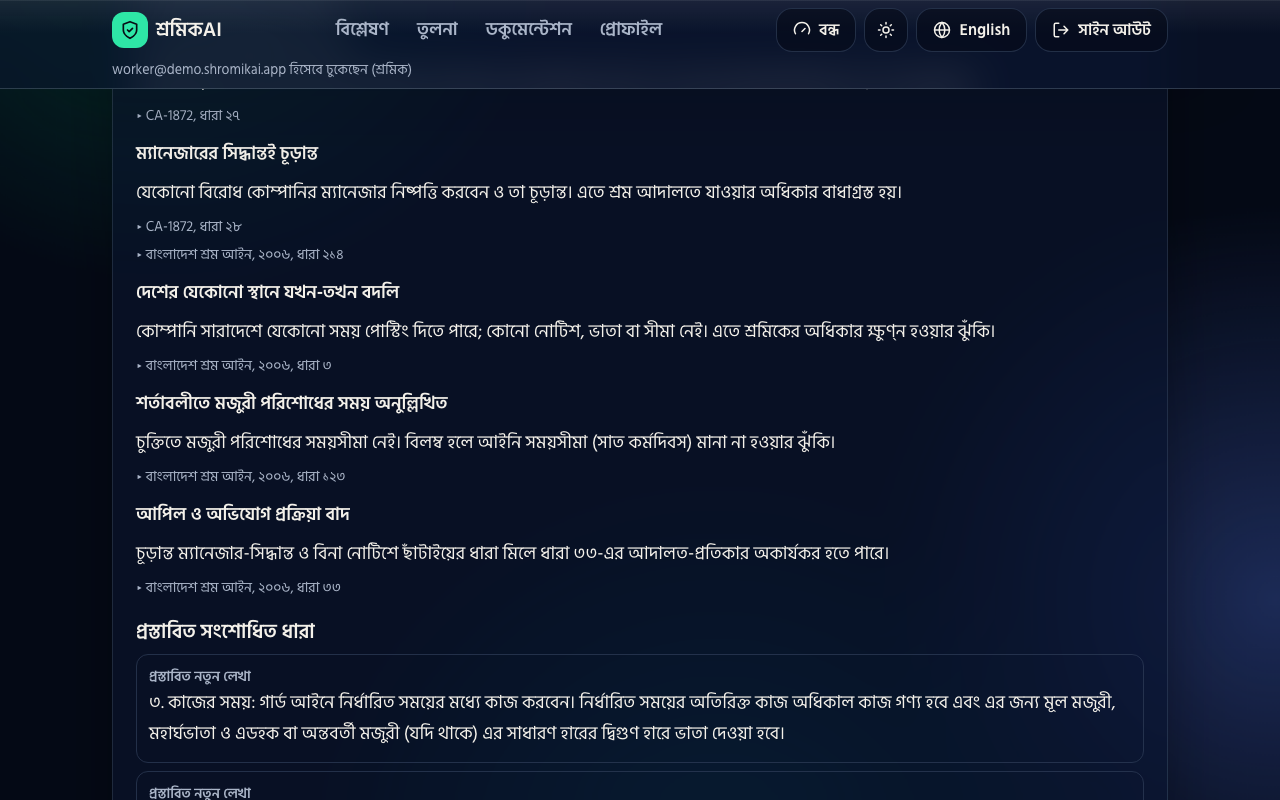 শ্রমিকAI
বিশ্লেষণ
তুলনা
ডকুমেন্টেশন
প্রোফাইল
বন্ধ
English
সাইন আউট
worker@demo.shromikai.app হিসেবে ঢুকেছেন (শ্রমিক)
‣ CA-1872, ধারা ২৭
ম্যানেজারের সিদ্ধান্তই চূড়ান্ত
যেকোনো বিরোধ কোম্পানির ম্যানেজার নিষ্পত্তি করবেন ও তা চূড়ান্ত। এতে শ্রম আদালতে যাওয়ার অধিকার বাধাগ্রস্ত হয়।
‣ CA-1872, ধারা ২৮
‣ বাংলাদেশ শ্রম আইন, ২০০৬, ধারা ২১৪
দেশের যেকোনো স্থানে যখন-তখন বদলি
কোম্পানি সারাদেশে যেকোনো সময় পোস্টিং দিতে পারে; কোনো নোটিশ, ভাতা বা সীমা নেই। এতে শ্রমিকের অধিকার ক্ষুণ্ন হওয়ার ঝুঁকি।
‣ বাংলাদেশ শ্রম আইন, ২০০৬, ধারা ৩
শর্তাবলীতে মজুরী পরিশোধের সময় অনুল্লিখিত
চুক্তিতে মজুরী পরিশোধের সময়সীমা নেই। বিলম্ব হলে আইনি সময়সীমা (সাত কর্মদিবস) মানা না হওয়ার ঝুঁকি।
‣ বাংলাদেশ শ্রম আইন, ২০০৬, ধারা ১২৩
আপিল ও অভিযোগ প্রক্রিয়া বাদ
চূড়ান্ত ম্যানেজার-সিদ্ধান্ত ও বিনা নোটিশে ছাঁটাইয়ের ধারা মিলে ধারা ৩৩-এর আদালত-প্রতিকার অকার্যকর হতে পারে।
‣ বাংলাদেশ শ্রম আইন, ২০০৬, ধারা ৩৩
প্রস্তাবিত সংশোধিত ধারা
প্রস্তাবিত নতুন লেখা
৩. কাজের সময়: গার্ড আইনে নির্ধারিত সময়ের মধ্যে কাজ করবেন। নির্ধারিত সময়ের অতিরিক্ত কাজ অধিকাল কাজ গণ্য হবে এবং এর জন্য মূল মজুরী,
মহার্ঘভাতা ও এডহক বা অন্তবর্তী মজুরী (যদি থাকে) এর সাধারণ হারের দ্বিগুণ হারে ভাতা দেওয়া হবে।
প্রস্তাবিত নতুন লেখা